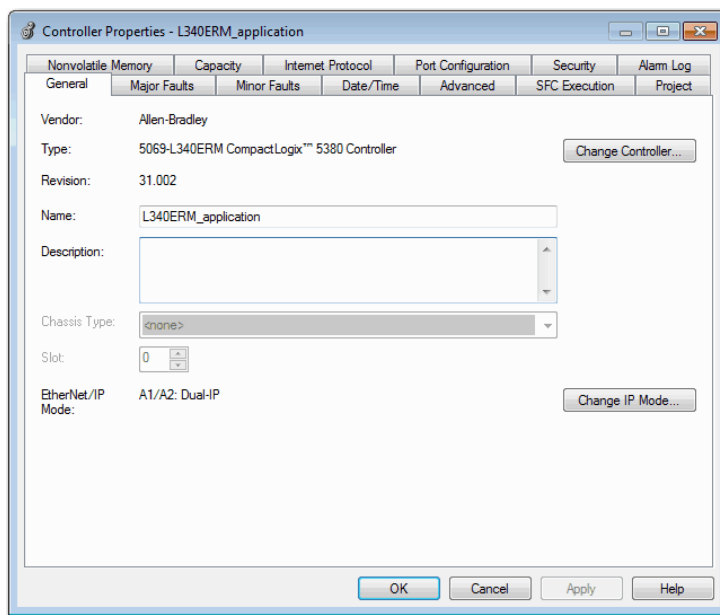 Controller Properties - L340ERM_application
Nonvolatile Memory Capacity Internet Protocol Port Configuration Security Alarm Log
General Major Faults Minor Faults Date/Time Advanced SFC Execution Project
Vendor: Allen-Bradley
Type: 5069-L340ERM CompactLogix™ 5380 Controller Change Controller...
Revision: 31.002
Name: L340ERM_application
Description:
Chassis Type: <none>
Slot: 0
EtherNet/IP A1/A2: Dual-IP Change IP Mode...
Mode:
OK Cancel Apply Help